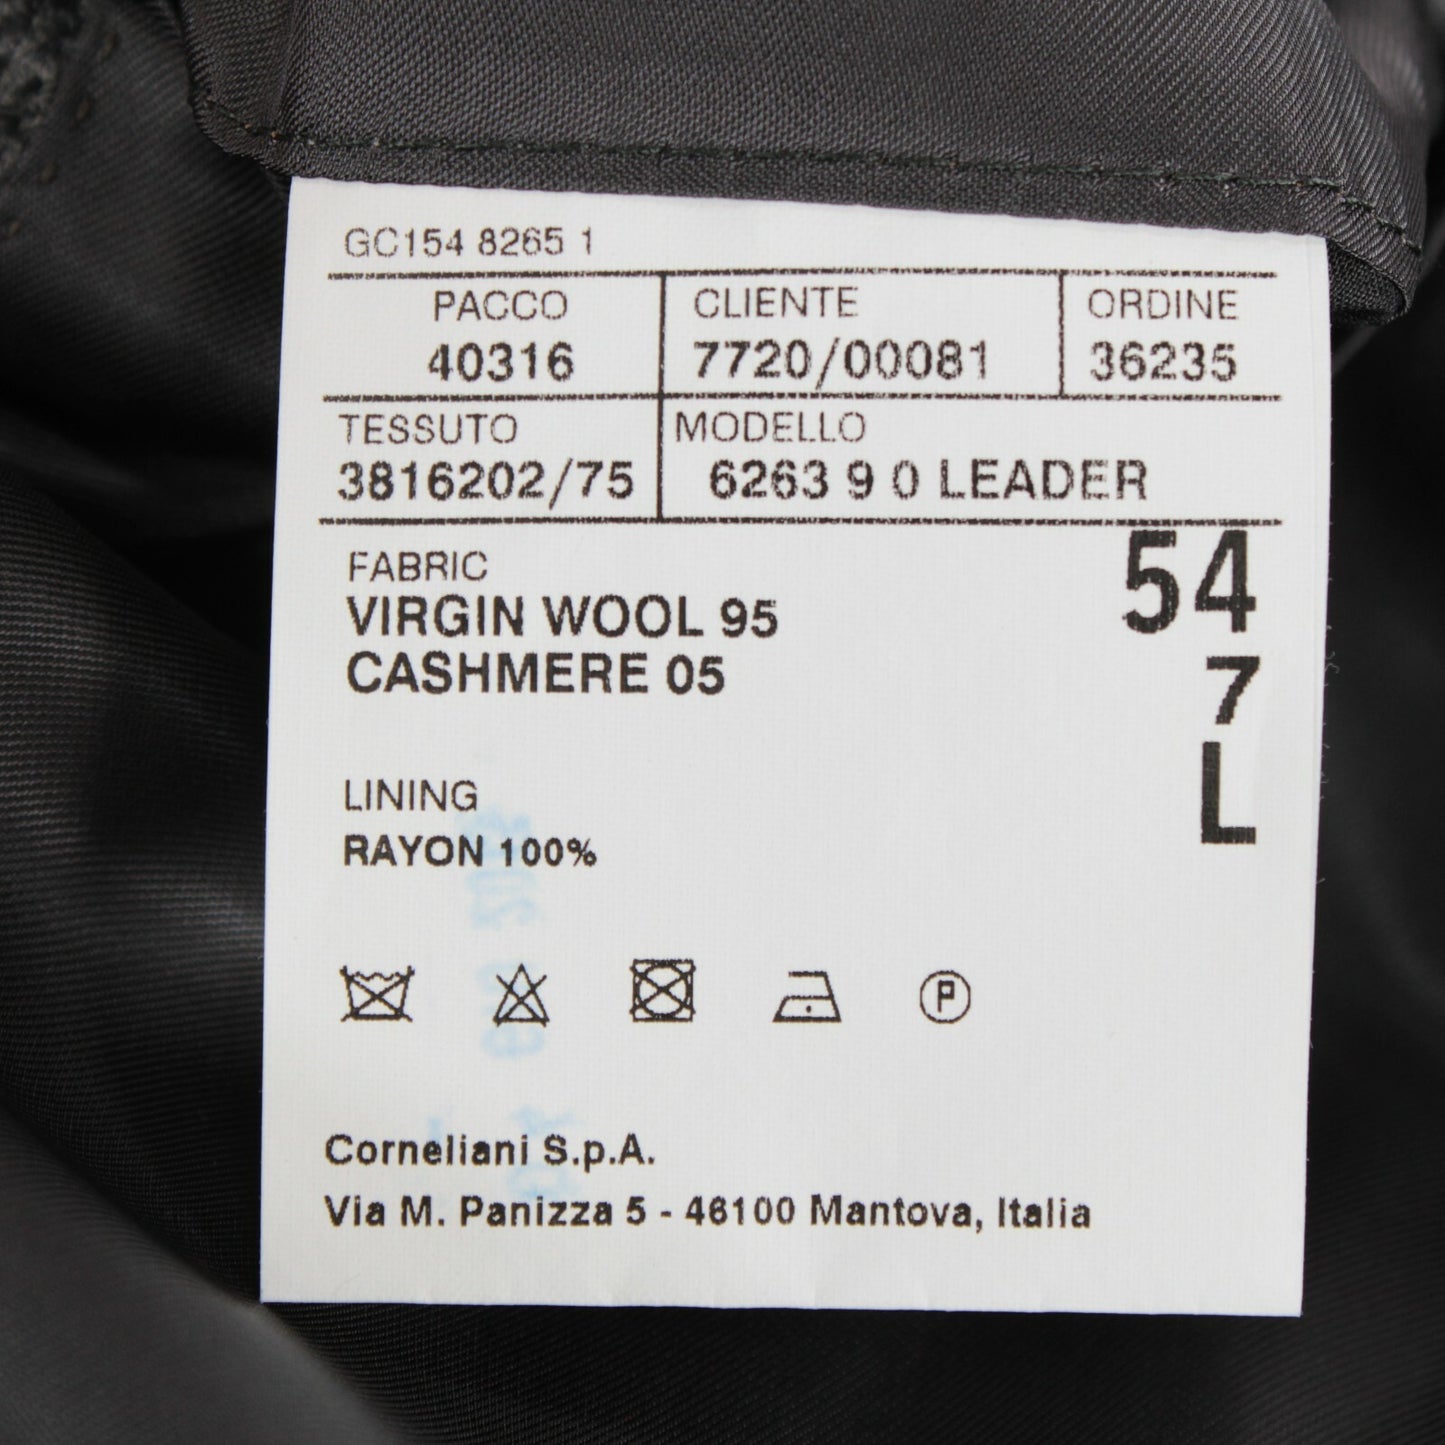 GC154 8265 1
PACCO CLIENTE ORDINE
40316 7720/00081 36235
TESSUTO MODELLO
3816202/75 6263 9 0 LEADER
54
FABRIC
VIRGIN WOOL 95
CASHMERE 05
7
L
LINING
RAYON 100%
P
Corneliani S.p.A.
Via M. Panizza 5 - 46100 Mantova, Italia